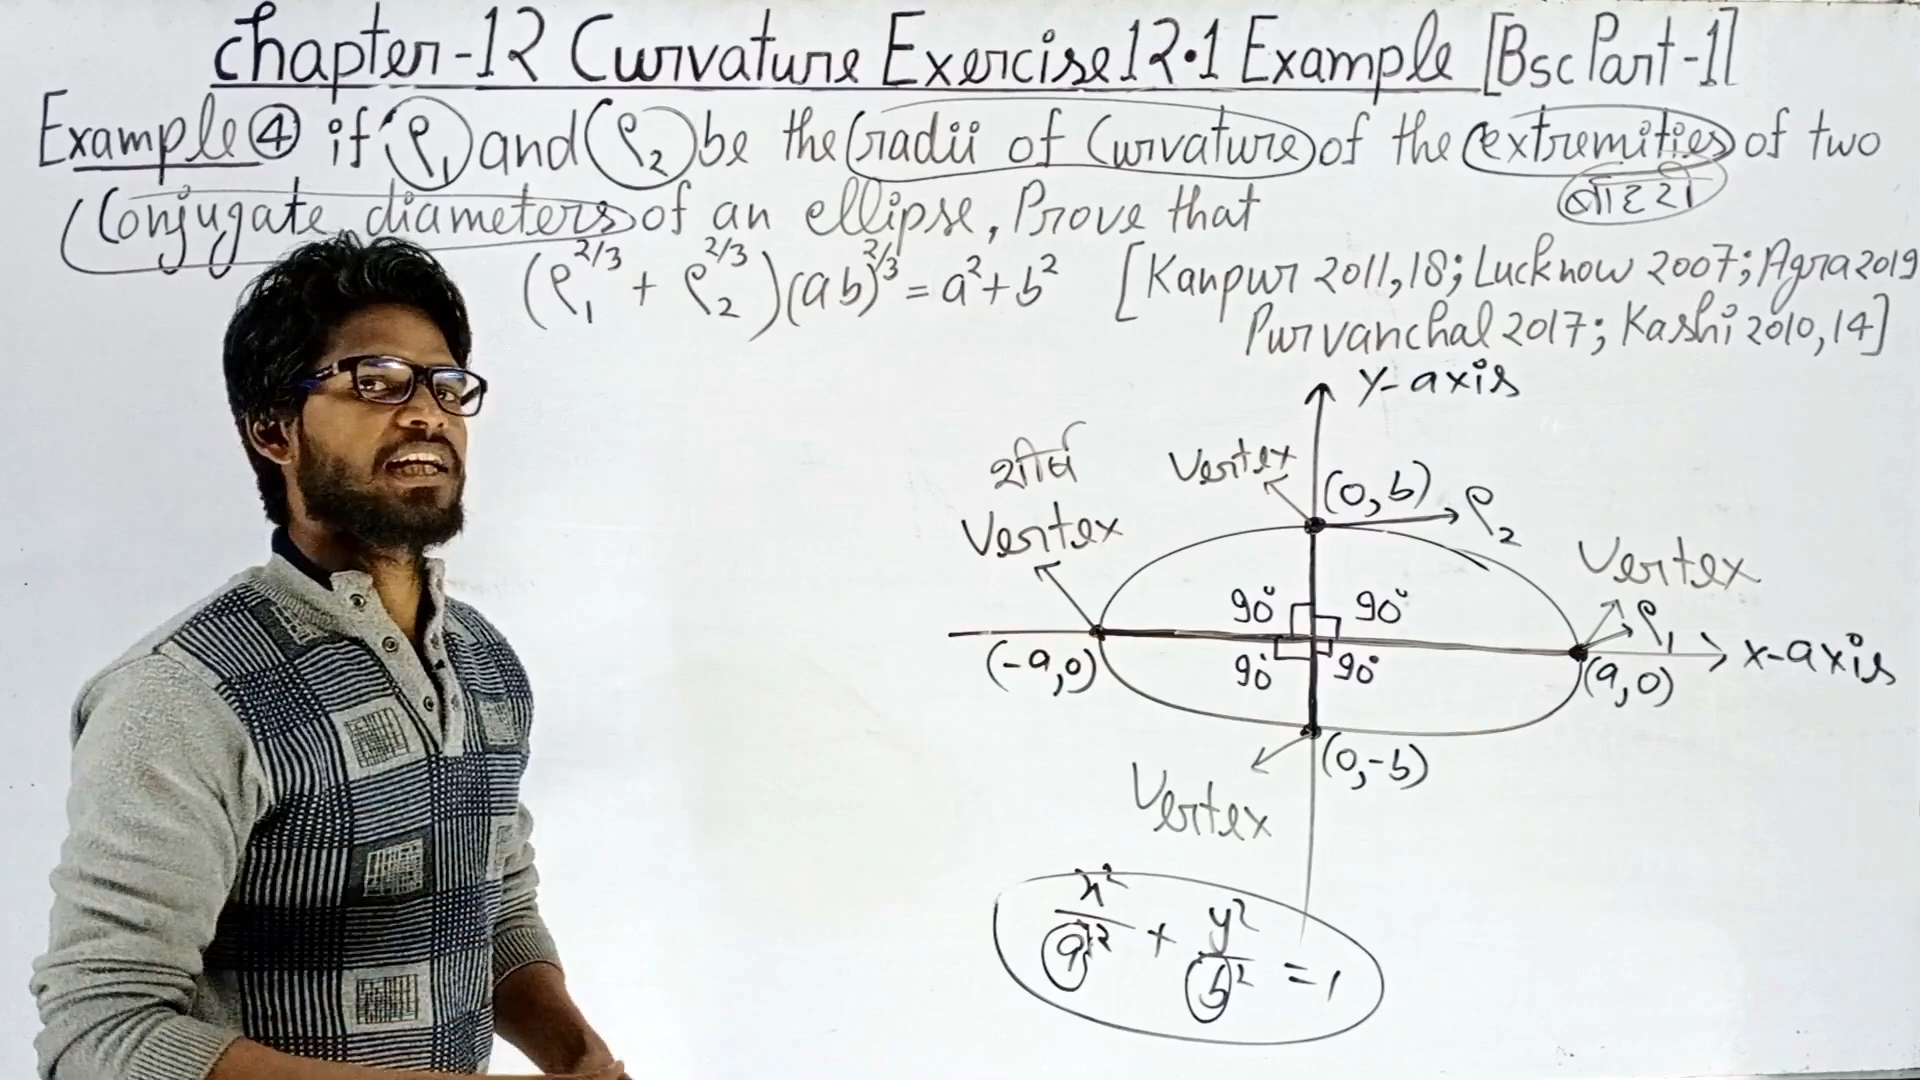 Chapter-12 Curvature Exercise 12.1 Example [Bsc Part-1]
Example ④ if ρ₁ and ρ₂ be the radii of Curvature of the extremities of two
Conjugate diameters of an ellipse, Prove that
(ρ₁^2/3 + ρ₂^2/3)(ab)^2/3 = a²+b² [Kanpur 2011,18; Lucknow 2007; Agra 2019
Purvanchal 2017; Kashi 2010,14]
y-axis
शीर्ष
Vertex
Vertex
(0,b)
ρ₂
Vertex
ρ₁
90°
90°
90°
90°
(-a,0)
(a,0)
x-axis
(0,-b)
Vertex
x²/a² + y²/b² = 1